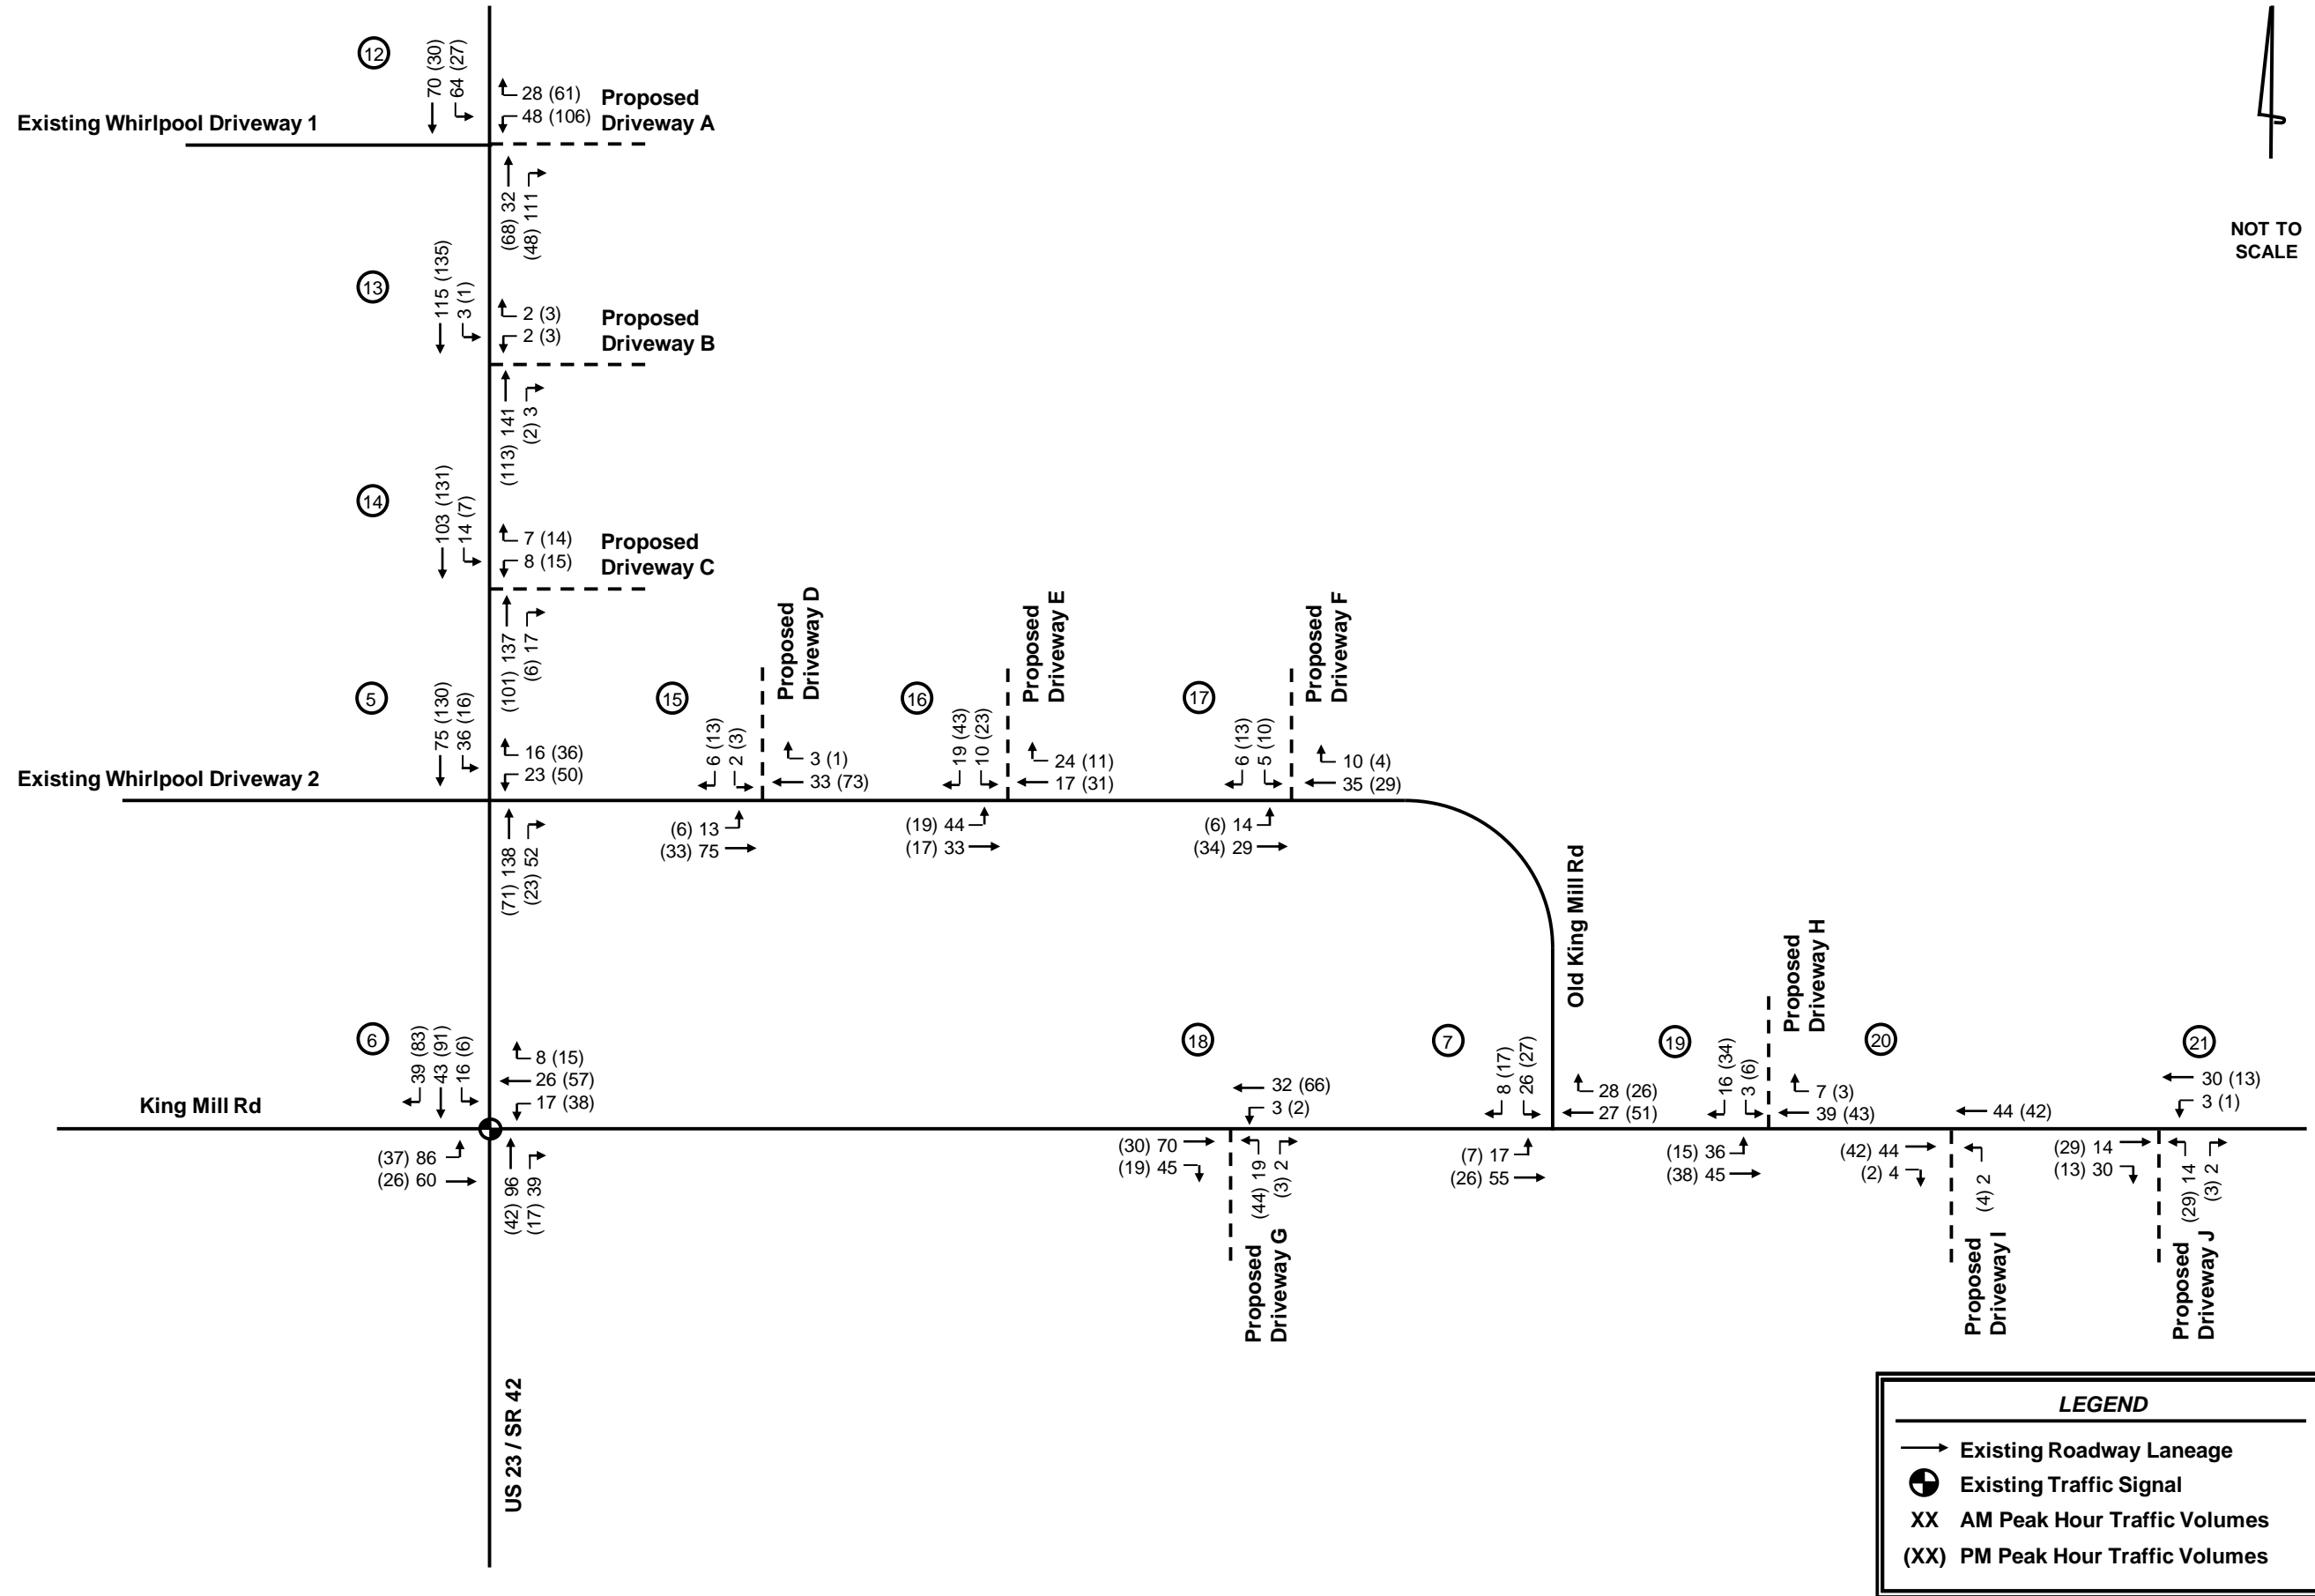 12
70 (30)
64 (27)
28 (61)
48 (106)
Proposed
Driveway A
Existing Whirlpool Driveway 1
(68) 32
(48) 111
NOT TO
SCALE
13
115 (135)
3 (1)
2 (3)
2 (3)
Proposed
Driveway B
(113) 141
(2) 3
14
103 (131)
14 (7)
7 (14)
8 (15)
Proposed
Driveway C
(101) 137
(6) 17
5
75 (130)
36 (16)
16 (36)
23 (50)
Existing Whirlpool Driveway 2
(71) 138
(23) 52
15
6 (13)
2 (3)
Proposed
Driveway D
3 (1)
33 (73)
(6) 13
(33) 75
16
19 (43)
10 (23)
Proposed
Driveway E
24 (11)
17 (31)
(19) 44
(17) 33
17
6 (13)
5 (10)
Proposed
Driveway F
10 (4)
35 (29)
(6) 14
(34) 29
Old King Mill Rd
6
39 (83)
43 (91)
16 (6)
8 (15)
26 (57)
17 (38)
King Mill Rd
(37) 86
(26) 60
(42) 96
(17) 39
18
32 (66)
3 (2)
(30) 70
(19) 45
(44) 19
(3) 2
Proposed
Driveway G
7
8 (17)
26 (27)
28 (26)
27 (51)
(7) 17
(26) 55
19
16 (34)
3 (6)
Proposed
Driveway H
7 (3)
39 (43)
(15) 36
(38) 45
20
44 (42)
(42) 44
(2) 4
(4) 2
Proposed
Driveway I
21
30 (13)
3 (1)
(29) 14
(13) 30
(29) 14
(3) 2
Proposed
Driveway J
US 23 / SR 42
LEGEND
Existing Roadway Laneage
Existing Traffic Signal
XX AM Peak Hour Traffic Volumes
(XX) PM Peak Hour Traffic Volumes